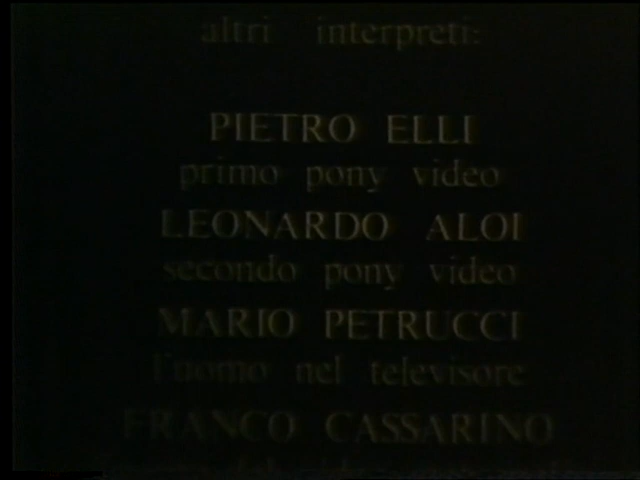 altri interpreti:
PIETRO ELLI
primo pony video
LEONARDO ALOI
secondo pony video
MARIO PETRUCCI
l'uomo nel televisore
FRANCO CASSARINO